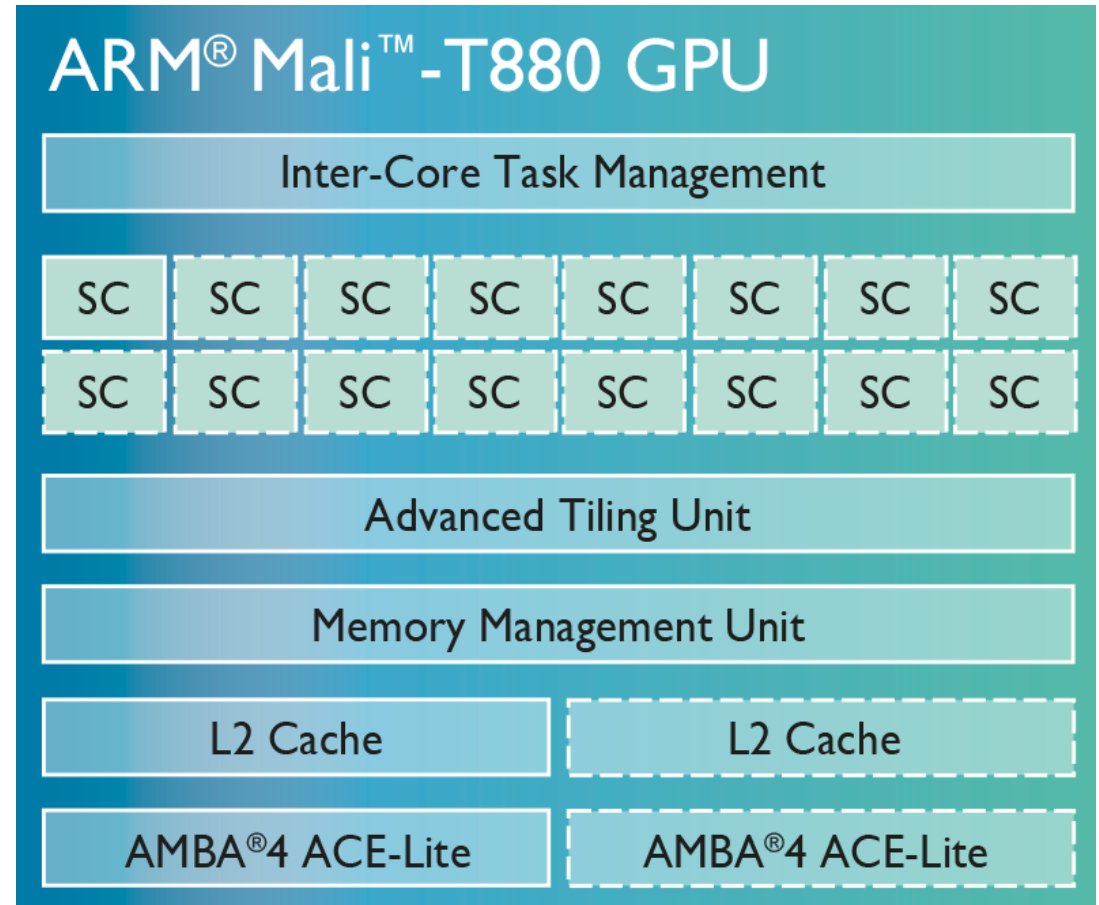 ARM® Mali™-T880 GPU
Inter-Core Task Management
SC SC SC SC SC SC SC SC
SC SC SC SC SC SC SC SC
Advanced Tiling Unit
Memory Management Unit
L2 Cache L2 Cache
AMBA®4 ACE-Lite AMBA®4 ACE-Lite